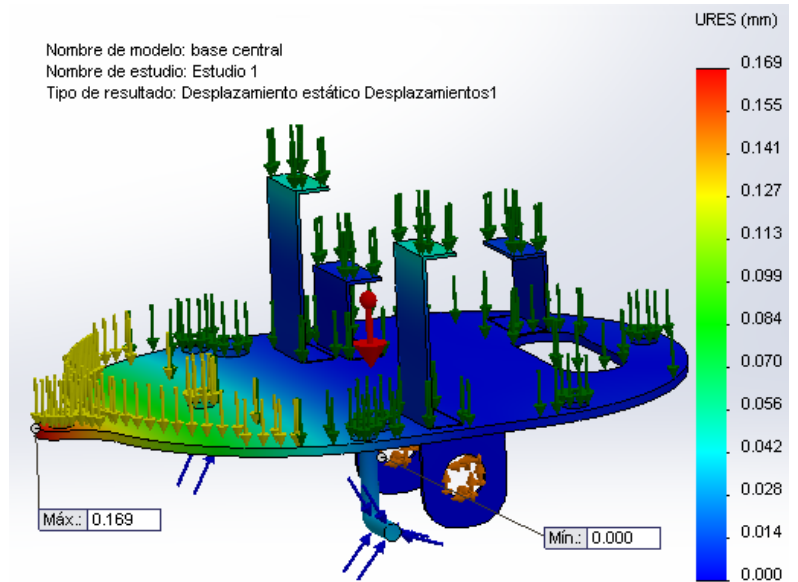 URES (mm)
Nombre de modelo: base central
Nombre de estudio: Estudio 1
Tipo de resultado: Desplazamiento estático Desplazamientos1
0.169
0.155
0.141
0.127
0.113
0.099
0.084
0.070
0.056
0.042
0.028
0.014
0.000
Máx.: 0.169
Mín.: 0.000